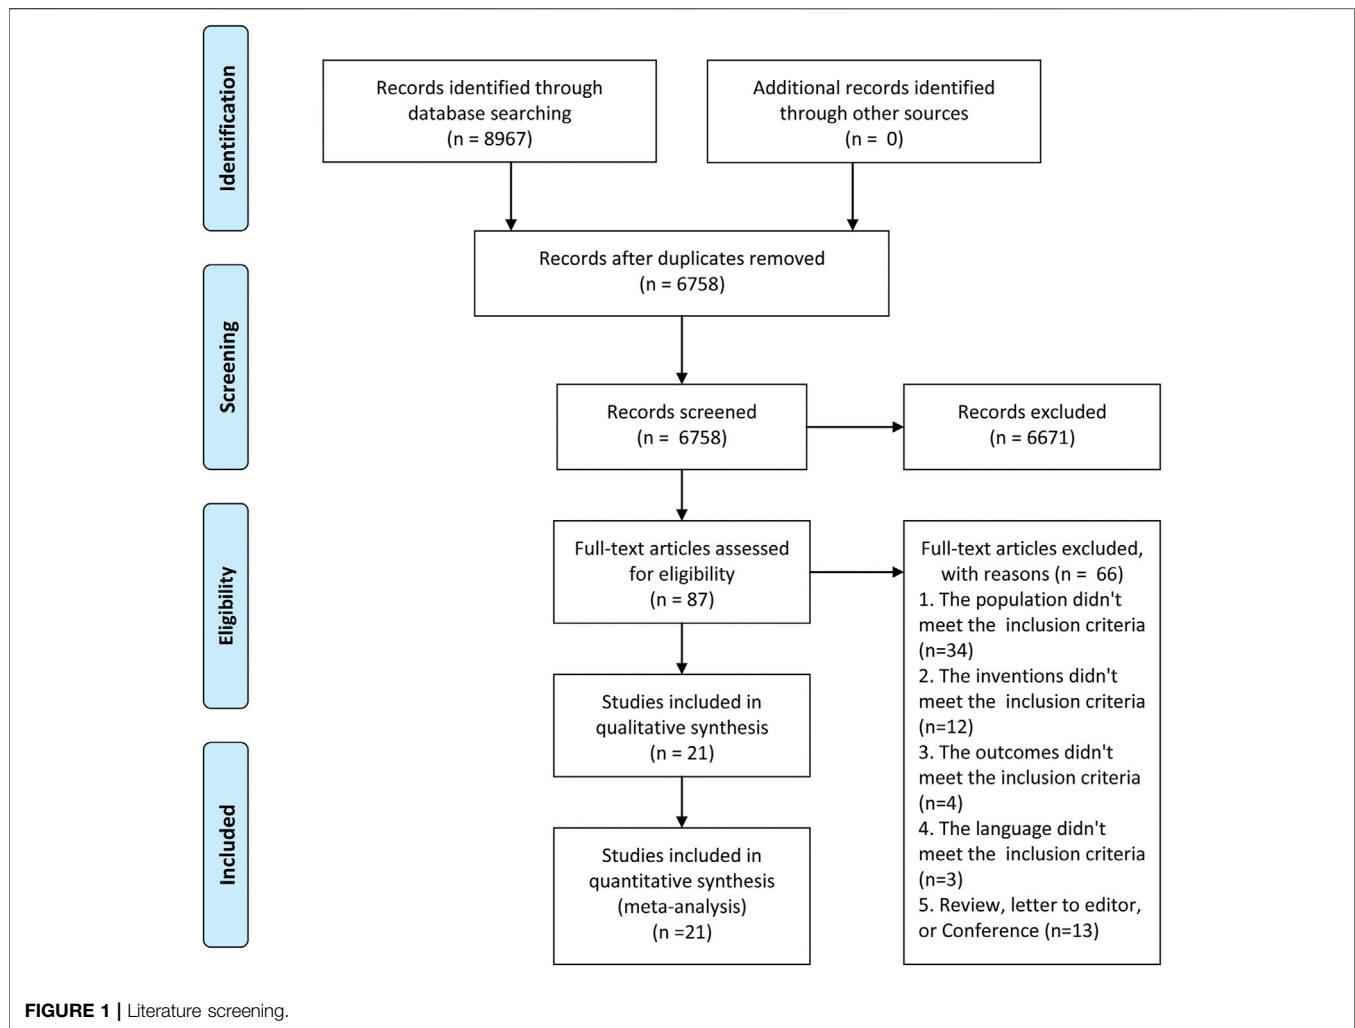 Identification
Records identified through
database searching
(n = 8967)
Additional records identified
through other sources
(n =  0)
Records after duplicates removed
(n = 6758)
Screening
Records screened
(n =  6758)
Records excluded
(n = 6671)
Eligibility
Full-text articles assessed
for eligibility
(n = 87)
Full-text articles excluded,
with reasons (n =  66)
1. The population didn't
meet the  inclusion criteria
(n=34)
2. The inventions didn't
meet the  inclusion criteria
(n=12)
3. The outcomes didn't
meet the inclusion criteria
(n=4)
4. The language didn't
meet the  inclusion criteria
(n=3)
5. Review, letter to editor,
or Conference (n=13)
Studies included in
qualitative synthesis
(n = 21)
Included
Studies included in
quantitative synthesis
(meta-analysis)
(n =21)
FIGURE 1 | Literature screening.